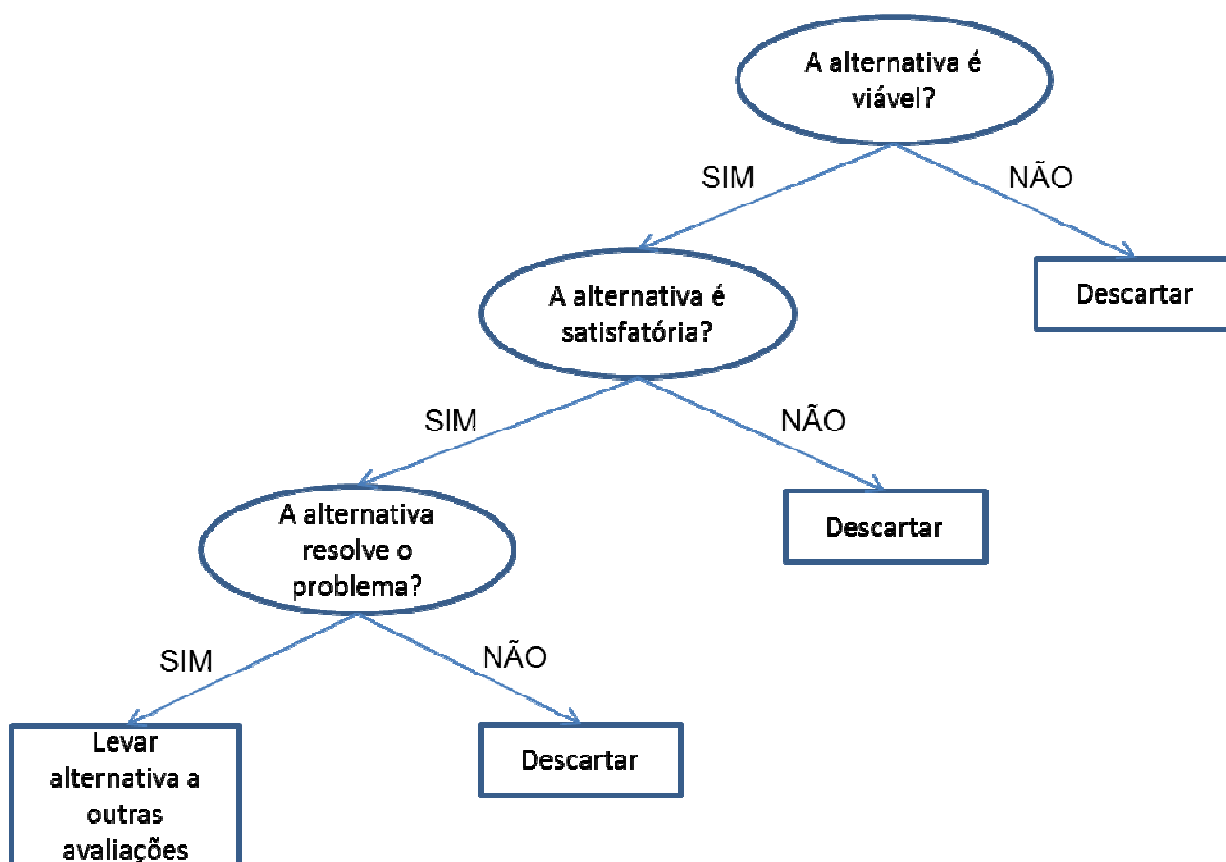 A alternativa é
viável?
SIM
NÃO
A alternativa é
satisfatória?
Descartar
SIM
NÃO
A alternativa
resolve o
problema?
Descartar
SIM
NÃO
Levar
alternativa a
outras
avaliações
Descartar